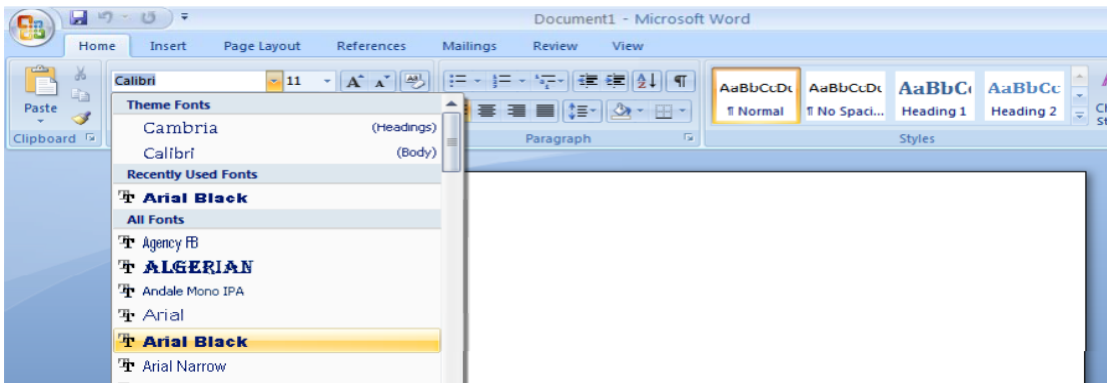 Document1 - Microsoft Word
Home Insert Page Layout References Mailings Review View
Calibri 11
Paste
Clipboard
Paragraph
Styles
AaBbCcDc AaBbCcDc AaBbC AaBbCc
¶ Normal ¶ No Spaci... Heading 1 Heading 2
Theme Fonts
Cambria (Headings)
Calibri (Body)
Recently Used Fonts
Arial Black
All Fonts
Agency FB
ALGERIAN
Andale Mono IPA
Arial
Arial Black
Arial Narrow